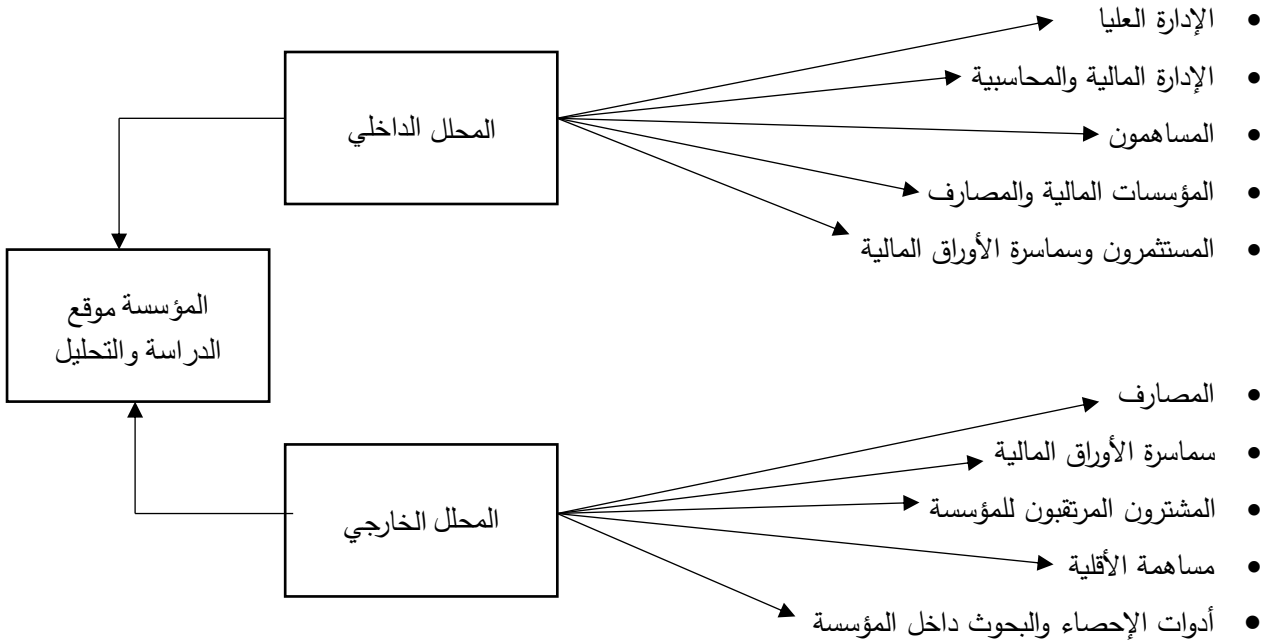 • الإدارة العليا
• الإدارة المالية والمحاسبية
• المساهمون
• المؤسسات المالية والمصارف
• المستثمرون وسماسرة الأوراق المالية
المحلل الداخلي
المؤسسة موقع
الدراسة والتحليل
• المصارف
• سماسرة الأوراق المالية
• المشترون المرتقبون للمؤسسة
• مساهمة الأقلية
• أدوات الإحصاء والبحوث داخل المؤسسة
المحلل الخارجي